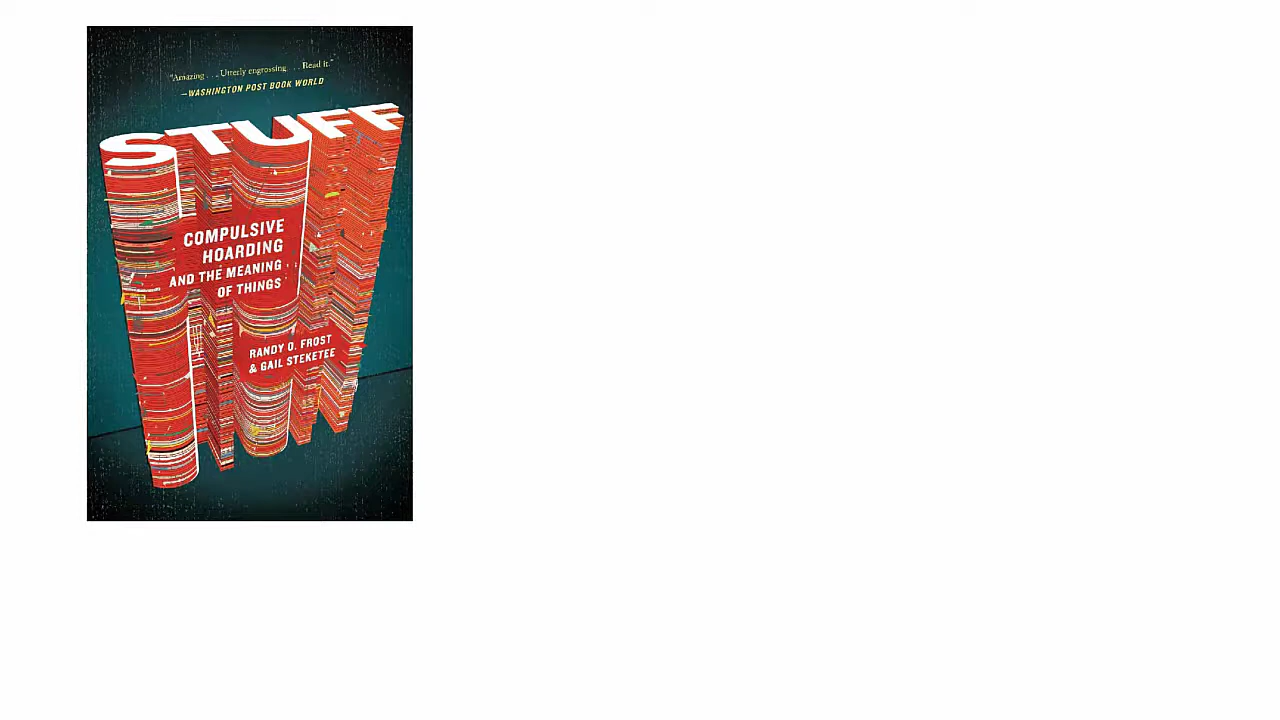 "Amazing . . . Utterly engrossing. . . . Read it."
—WASHINGTON POST BOOK WORLD
STUFF
COMPULSIVE
HOARDING
AND THE MEANING
OF THINGS
RANDY O. FROST
& GAIL STEKETEE